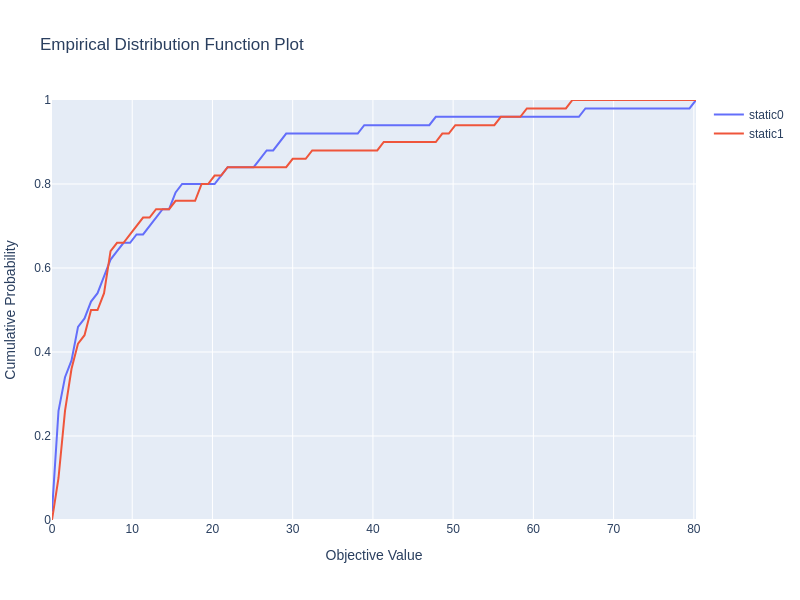 Empirical Distribution Function Plot
static0
static1
Cumulative Probability
1
0.8
0.6
0.4
0.2
0
0 10 20 30 40 50 60 70 80
Objective Value